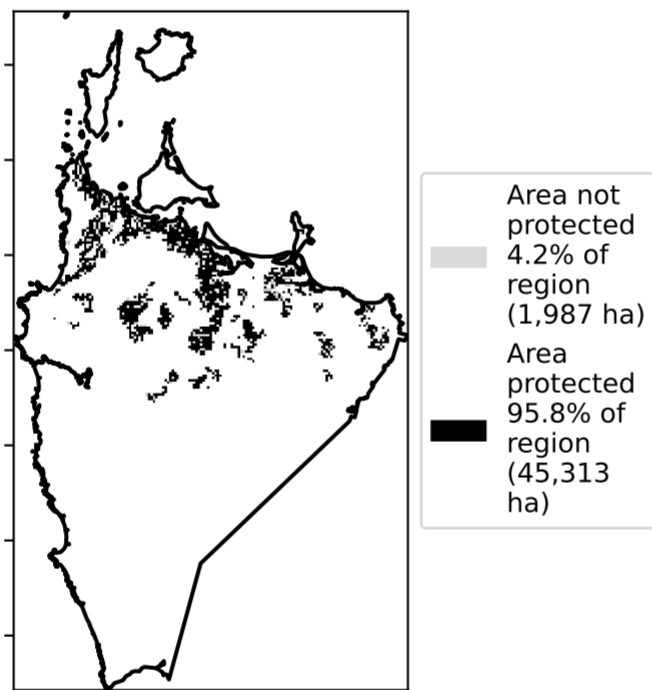 Area not
protected
4.2% of
region
(1,987 ha)
Area
protected
95.8% of
region
(45,313
ha)